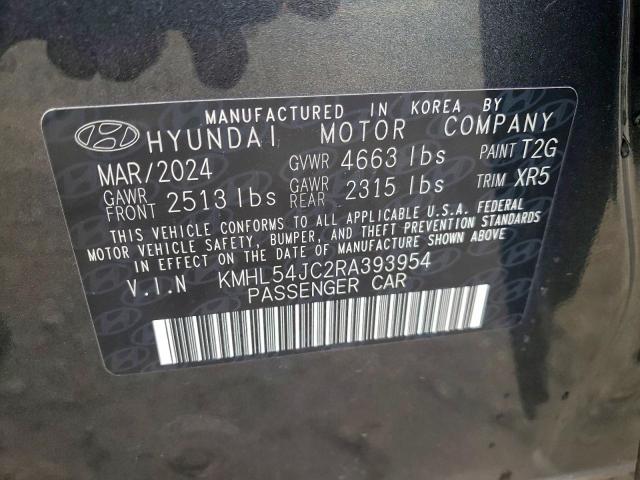 MANUFACTURED IN KOREA BY
HYUNDAI MOTOR COMPANY
MAR/2024 GVWR 4663 lbs PAINT T2G
GAWR FRONT 2513 lbs GAWR REAR 2315 lbs TRIM XR5
THIS VEHICLE CONFORMS TO ALL APPLICABLE U.S.A. FEDERAL
MOTOR VEHICLE SAFETY, BUMPER, AND THEFT PREVENTION STANDARDS
IN EFFECT ON THE DATE OF MANUFACTURE SHOWN ABOVE.
V.I.N KMHL54JC2RA393954
PASSENGER CAR